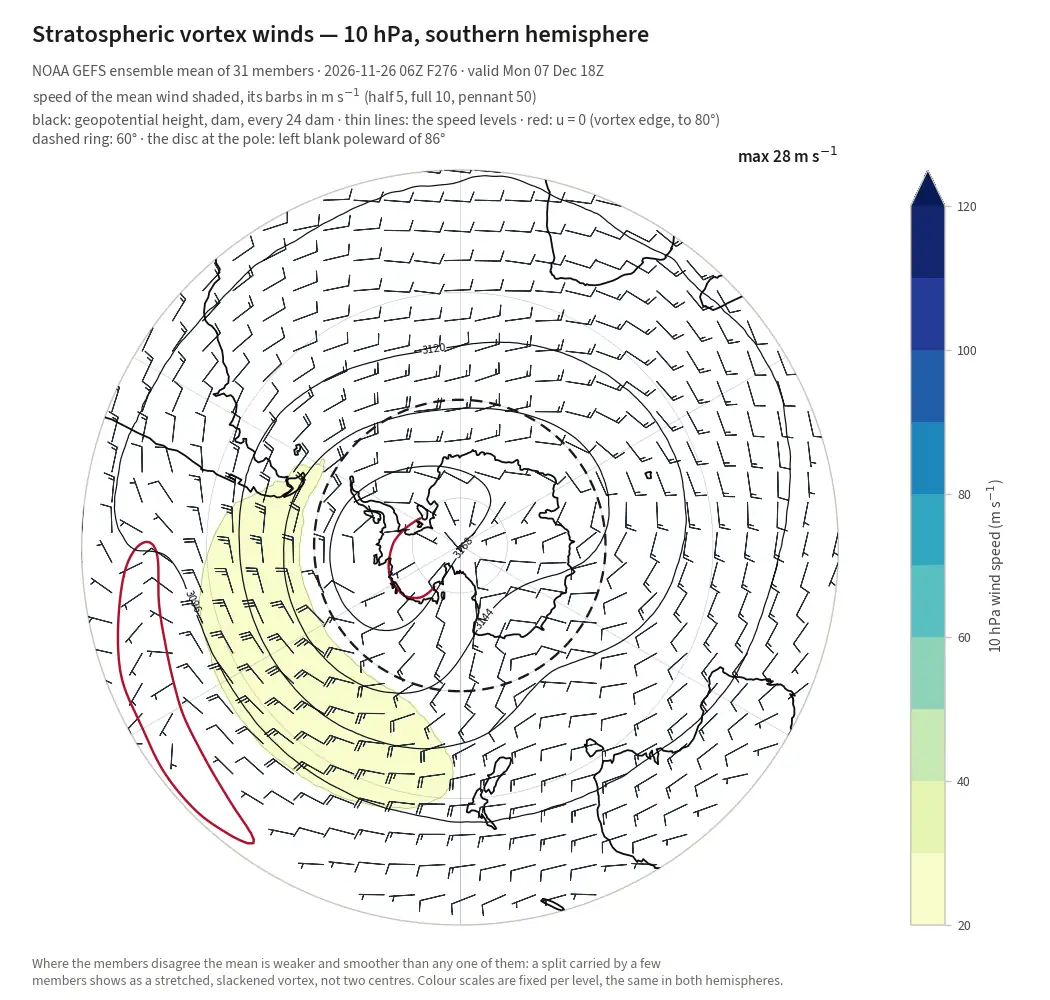 Stratospheric vortex winds — 10 hPa, southern hemisphere
NOAA GEFS ensemble mean of 31 members · 2026-11-26 06Z F276 · valid Mon 07 Dec 18Z
speed of the mean wind shaded, its barbs in m s⁻¹ (half 5, full 10, pennant 50)
black: geopotential height, dam, every 24 dam · thin lines: the speed levels · red: u = 0 (vortex edge, to 80°)
dashed ring: 60° · the disc at the pole: left blank poleward of 86°
max 28 m s⁻¹
120
100
80
60
40
20
10 hPa wind speed (m s⁻¹)
3120
3168
3144
Where the members disagree the mean is weaker and smoother than any one of them: a split carried by a few
members shows as a stretched, slackened vortex, not two centres. Colour scales are fixed per level, the same in both hemispheres.